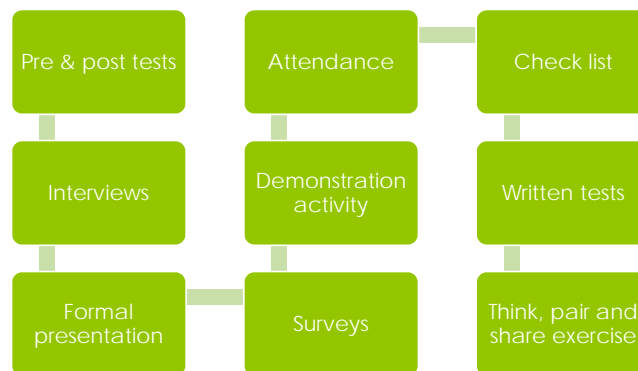 Pre & post tests
Interviews
Formal
presentation
Surveys
Demonstration
activity
Attendance
Check list
Written tests
Think, pair and
share exercise